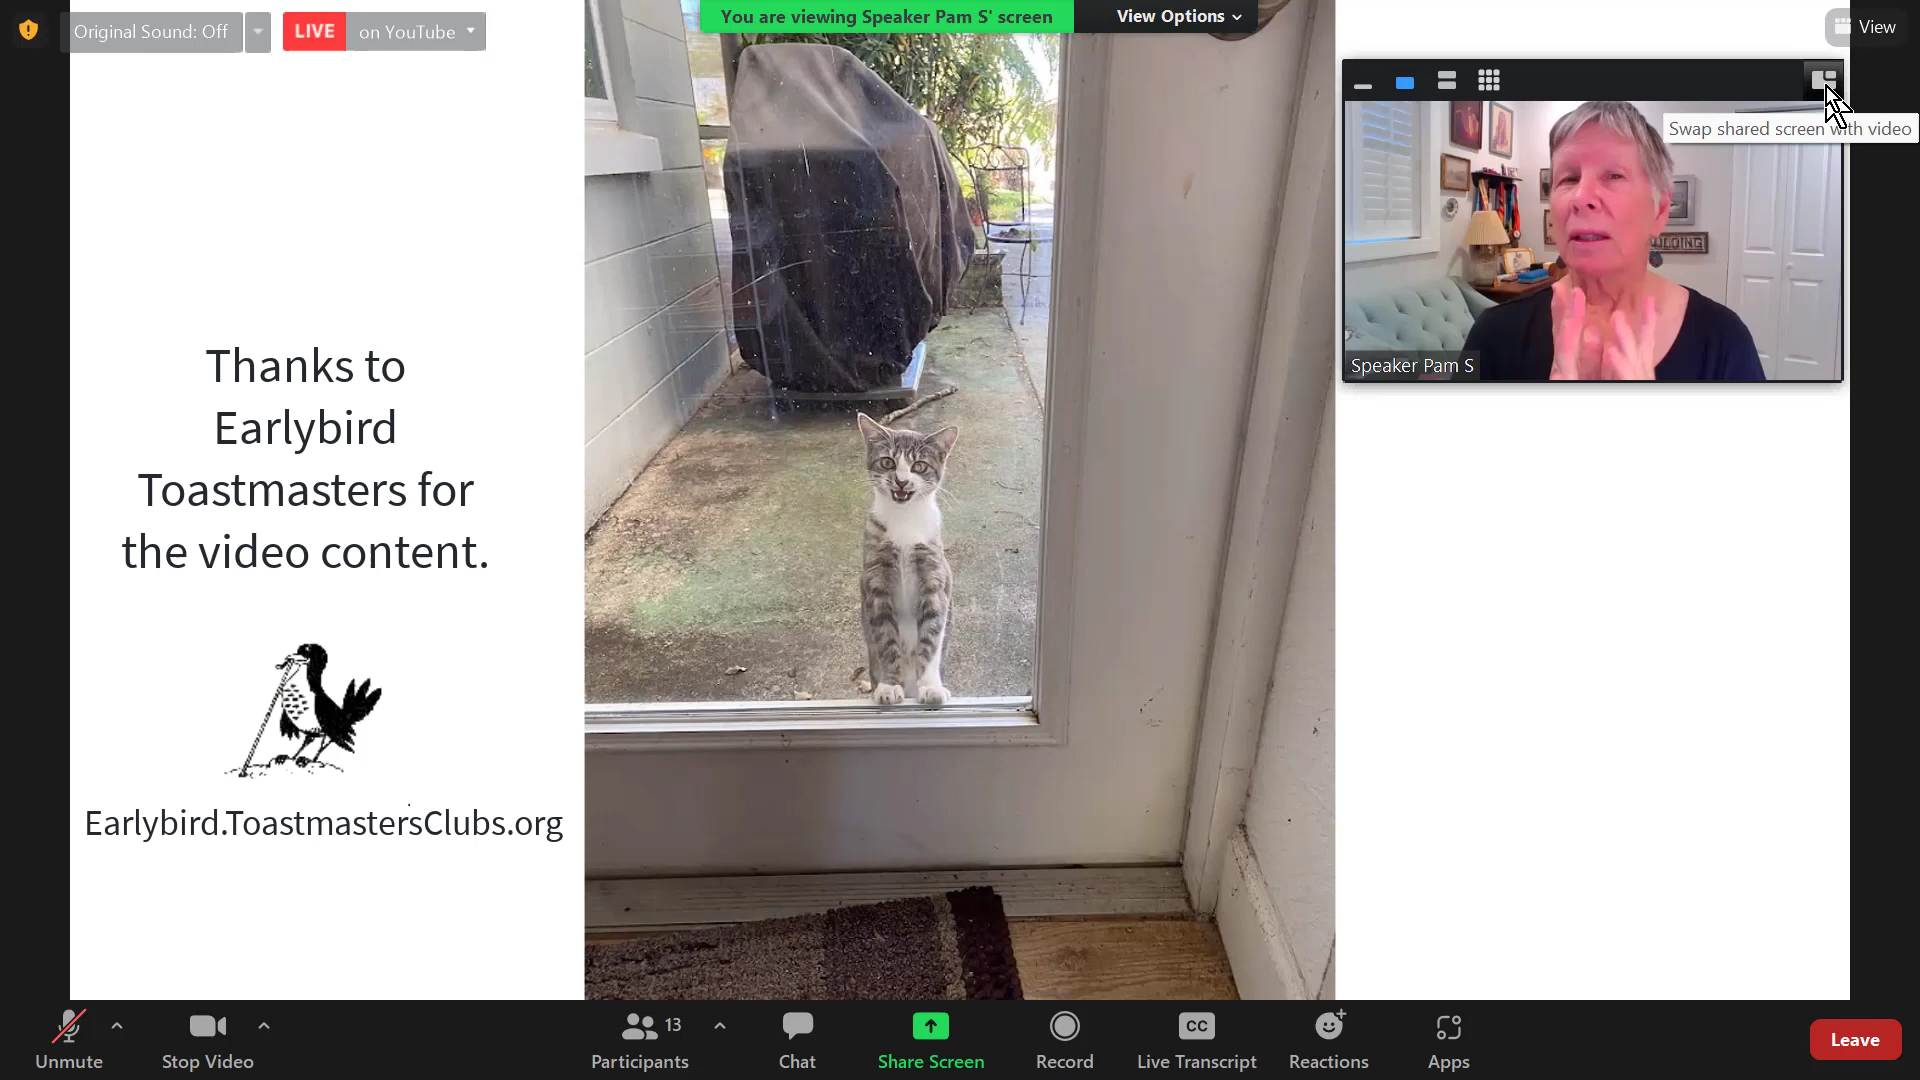 Original Sound: Off
LIVE on YouTube
You are viewing Speaker Pam S' screen
View Options
View
Swap shared screen with video
Speaker Pam S
Thanks to
Earlybird
Toastmasters for
the video content.
Earlybird.ToastmastersClubs.org
Unmute
Stop Video
13
Participants
Chat
Share Screen
Record
CC
Live Transcript
Reactions
Apps
Leave